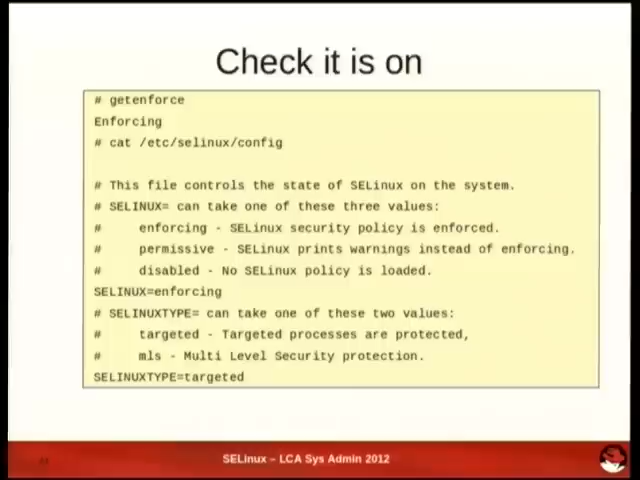 Check it is on
# getenforce
Enforcing
# cat /etc/selinux/config
# This file controls the state of SELinux on the system.
# SELINUX= can take one of these three values:
# enforcing - SELinux security policy is enforced.
# permissive - SELinux prints warnings instead of enforcing.
# disabled - No SELinux policy is loaded.
SELINUX=enforcing
# SELINUXTYPE= can take one of these two values:
# targeted - Targeted processes are protected,
# mls - Multi Level Security protection.
SELINUXTYPE=targeted
SELinux – LCA Sys Admin 2012